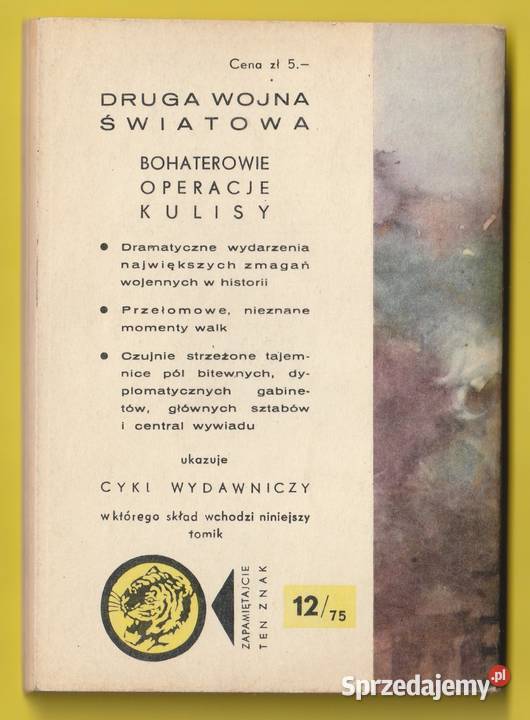 Cena zł 5.—
DRUGA WOJNA
ŚWIATOWA
BOHATEROWIE
OPERACJE
KULISY
● Dramatyczne wydarzenia
największych zmagań
wojennych w historii
● Przełomowe, nieznane
momenty walk
● Czujnie strzeżone tajem-
nice pól bitewnych, dy-
plomatycznych gabine-
tów, głównych sztabów
i central wywiadu
ukazuje
CYKL WYDAWNICZY
w którego skład wchodzi niniejszy
tomik
ZAPAMIĘTAJCIE
TEN ZNAK
12/75
Sprzedajemy.pl